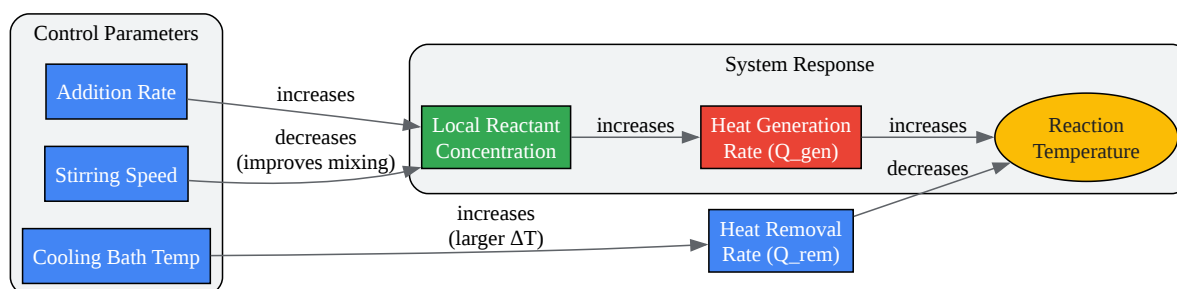 Control Parameters
Addition Rate
Stirring Speed
Cooling Bath Temp
increases
decreases
(improves mixing)
increases
(larger ΔT)
System Response
Local Reactant
Concentration
increases
Heat Generation
Rate (Q_gen)
increases
Reaction
Temperature
decreases
Heat Removal
Rate (Q_rem)